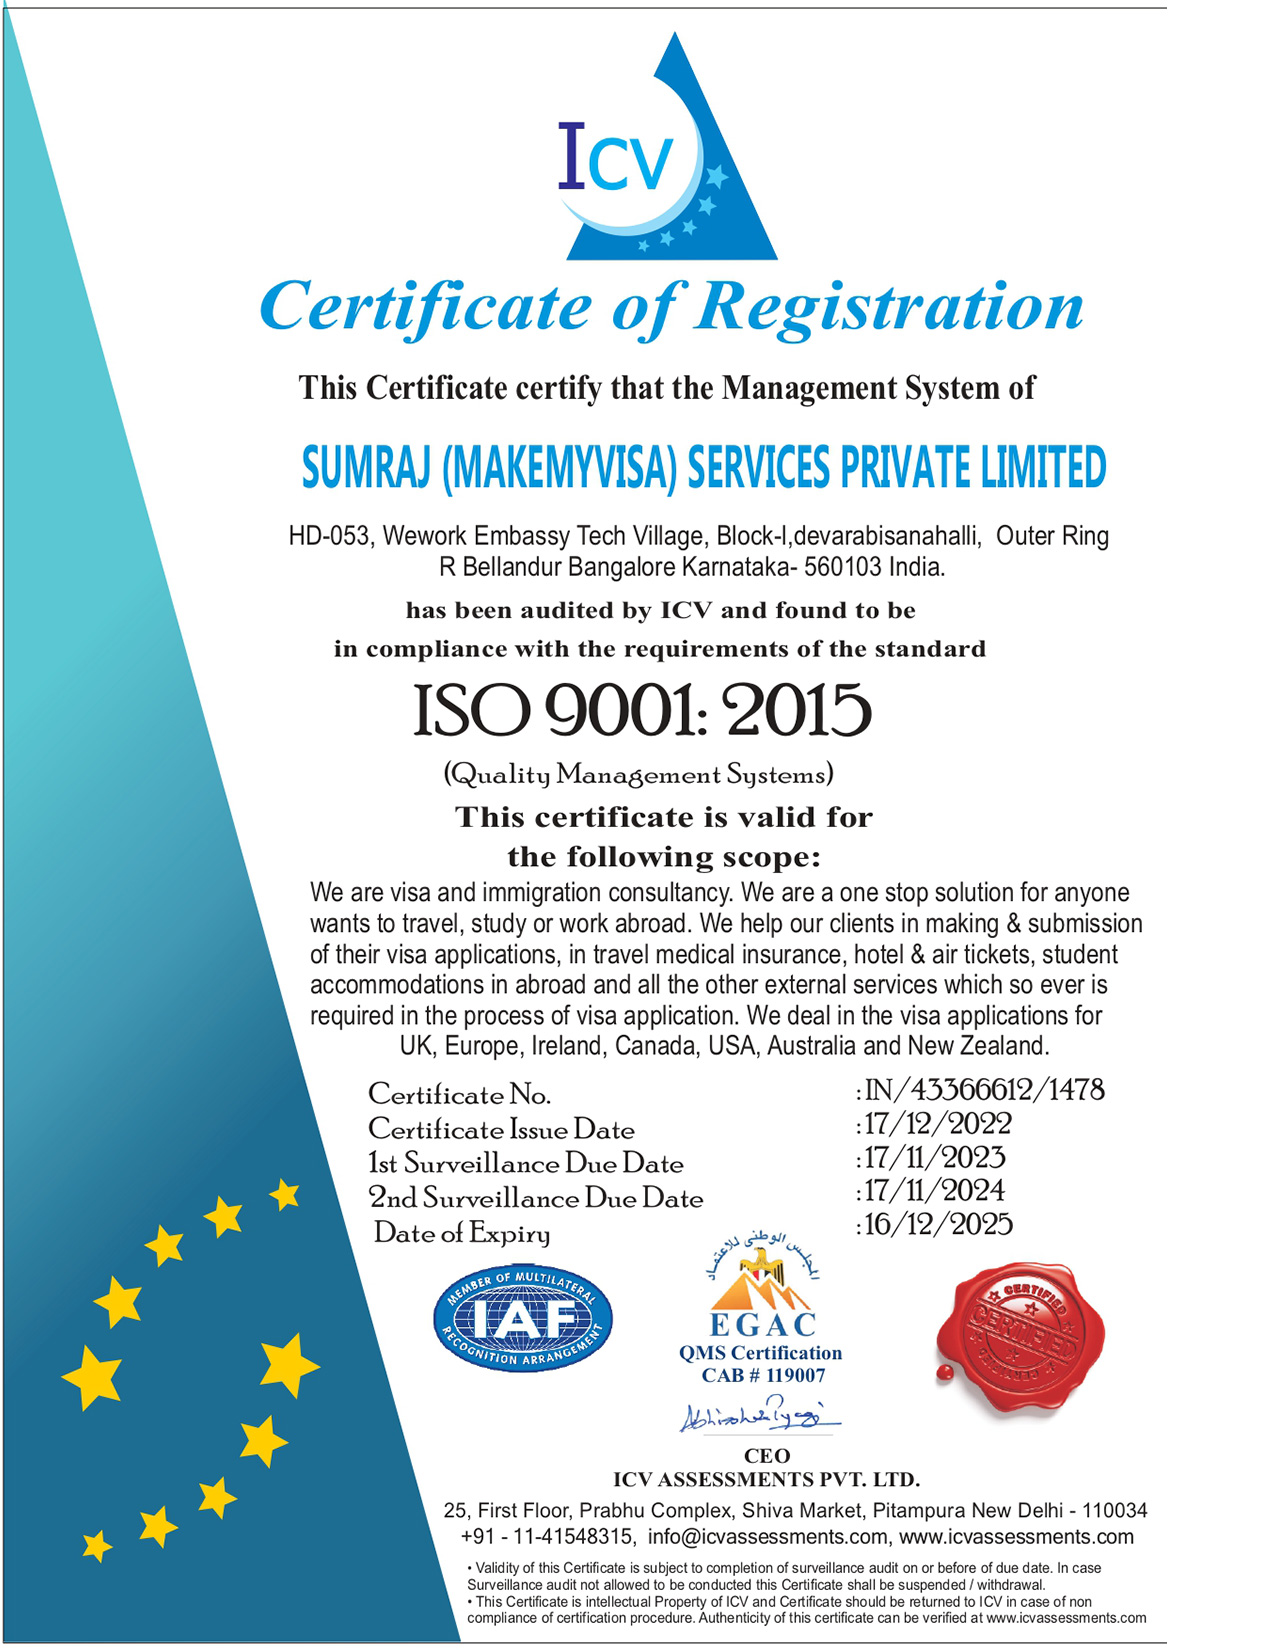 ICV
Certificate of Registration
This Certificate certify that the Management System of
SUMRAJ (MAKEMYVISA) SERVICES PRIVATE LIMITED
HD-053, Wework Embassy Tech Village, Block-I,devarabisanahalli, Outer Ring
R Bellandur Bangalore Karnataka- 560103 India.
has been audited by ICV and found to be
in compliance with the requirements of the standard
ISO 9001: 2015
(Quality Management Systems)
This certificate is valid for
the following scope:
We are visa and immigration consultancy. We are a one stop solution for anyone
wants to travel, study or work abroad. We help our clients in making & submission
of their visa applications, in travel medical insurance, hotel & air tickets, student
accommodations in abroad and all the other external services which so ever is
required in the process of visa application. We deal in the visa applications for
UK, Europe, Ireland, Canada, USA, Australia and New Zealand.
Certificate No. : IN/43366612/1478
Certificate Issue Date : 17/12/2022
1st Surveillance Due Date : 17/11/2023
2nd Surveillance Due Date : 17/11/2024
Date of Expiry : 16/12/2025
MEMBER OF MULTILATERAL
IAF
RECOGNITION ARRANGEMENT
المجلس الوطنى للاعتماد
EGAC
QMS Certification
CAB # 119007
CERTIFIED
CERTIFIED
CERTIFIED
Abhishek Tyagi
CEO
ICV ASSESSMENTS PVT. LTD.
25, First Floor, Prabhu Complex, Shiva Market, Pitampura New Delhi - 110034
+91 - 11-41548315, info@icvassessments.com, www.icvassessments.com
• Validity of this Certificate is subject to completion of surveillance audit on or before of due date. In case
Surveillance audit not allowed to be conducted this Certificate shall be suspended / withdrawal.
• This Certificate is intellectual Property of ICV and Certificate should be returned to ICV in case of non
compliance of certification procedure. Authenticity of this certificate can be verified at www.icvassessments.com